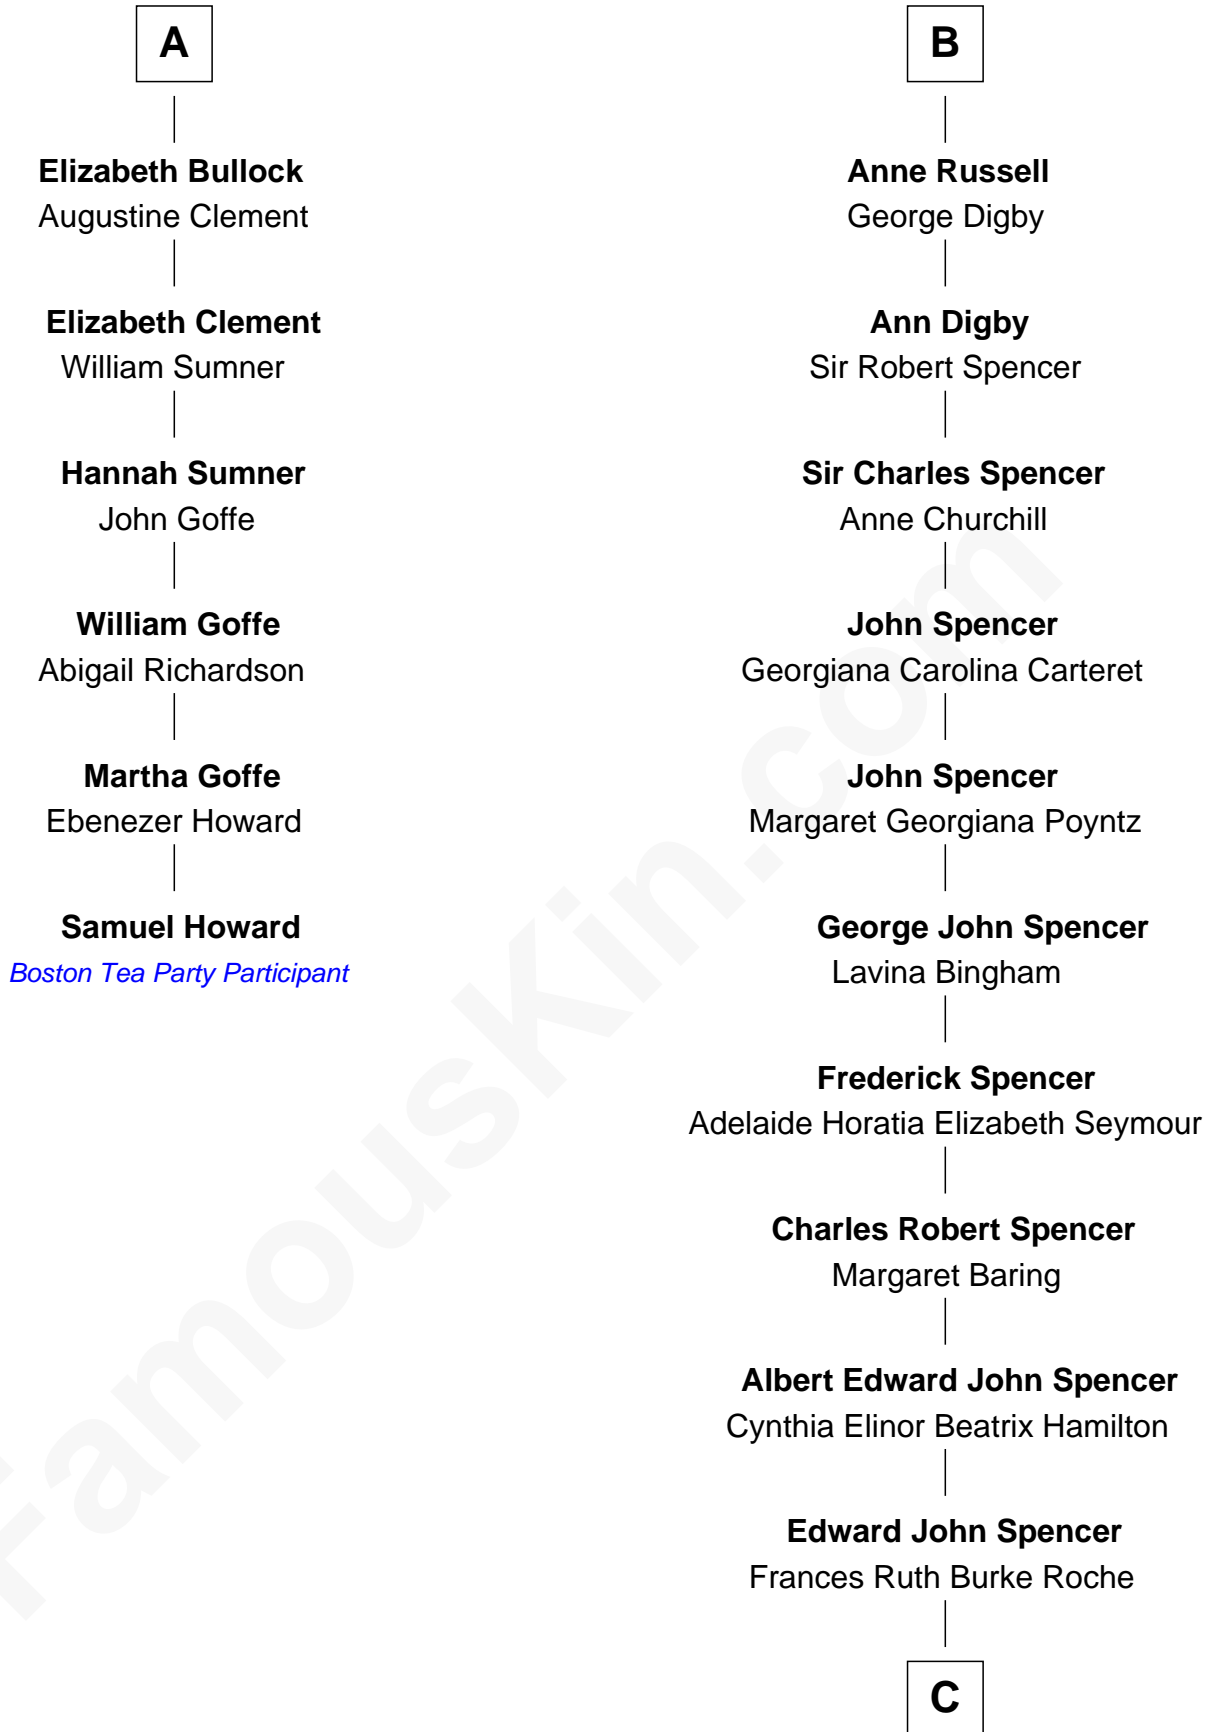 A
Elizabeth Bullock
Augustine Clement
Elizabeth Clement
William Sumner
Hannah Sumner
John Goffe
William Goffe
Abigail Richardson
Martha Goffe
Ebenezer Howard
Samuel Howard
Boston Tea Party Participant
B
Anne Russell
George Digby
Ann Digby
Sir Robert Spencer
Sir Charles Spencer
Anne Churchill
John Spencer
Georgiana Carolina Carteret
John Spencer
Margaret Georgiana Poyntz
George John Spencer
Lavina Bingham
Frederick Spencer
Adelaide Horatia Elizabeth Seymour
Charles Robert Spencer
Margaret Baring
Albert Edward John Spencer
Cynthia Elinor Beatrix Hamilton
Edward John Spencer
Frances Ruth Burke Roche
C
FamousKin.com